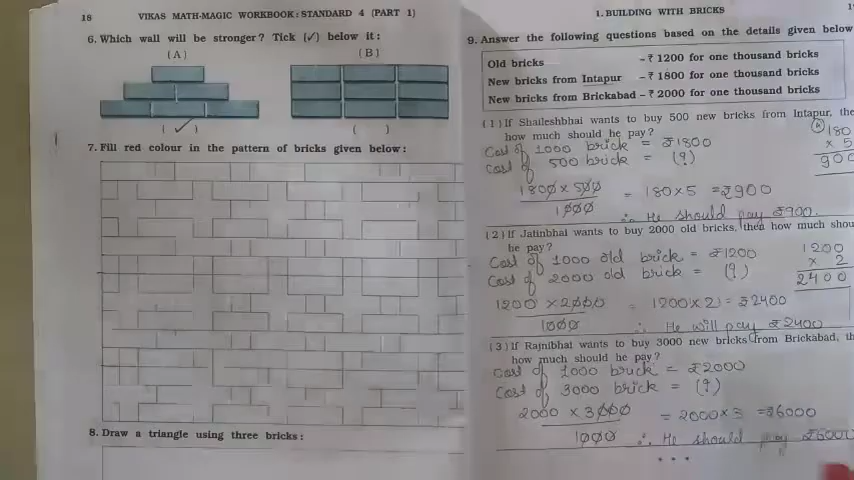 18 VIKAS MATH-MAGIC WORKBOOK : STANDARD 4 (PART 1)
6. Which wall will be stronger ? Tick (✓) below it :
(A) (B)
( ✓ ) ( )
7. Fill red colour in the pattern of bricks given below :
8. Draw a triangle using three bricks :
1. BUILDING WITH BRICKS
9. Answer the following questions based on the details given below
Old bricks - ₹ 1200 for one thousand bricks
New bricks from Intapur - ₹ 1800 for one thousand bricks
New bricks from Brickabad - ₹ 2000 for one thousand bricks
(1) If Shaileshbhai wants to buy 500 new bricks from Intapur, the
how much should he pay?
Cost of 1000 brick = ₹1800
Cost of 500 brick = (?)
180
× 5
900
1800 × 500 = 180×5 = ₹900
1000
∴ He should pay ₹900.
(2) If Jatinbhai wants to buy 2000 old bricks, then how much shou
he pay?
Cost of 1000 old brick = ₹1200
Cost of 2000 old brick = (?)
1200
× 2
2400
1200 × 2000 = 1200×2 = ₹2400
1000
∴ He will pay ₹2400
(3) If Rajnibhai wants to buy 3000 new bricks from Brickabad, th
how much should he pay?
Cost of 1000 brick = ₹2000
Cost of 3000 brick = (?)
2000 × 3000 = 2000×3 = ₹6000
1000
∴ He should pay ₹6000